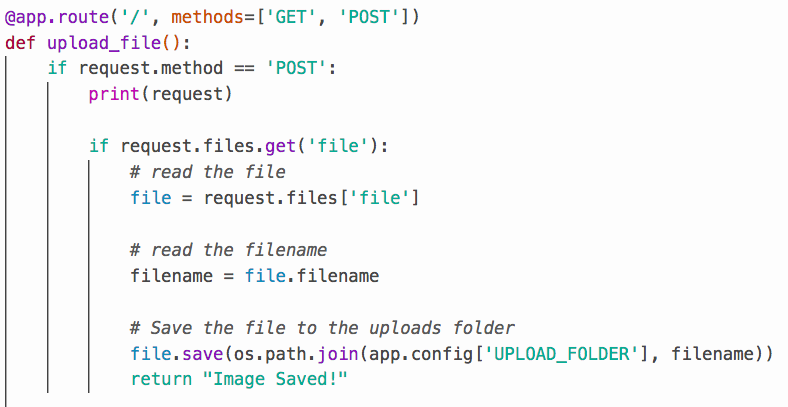 @app.route('/', methods=['GET', 'POST'])
def upload_file():
    if request.method == 'POST':
        print(request)

        if request.files.get('file'):
            # read the file
            file = request.files['file']

            # read the filename
            filename = file.filename

            # Save the file to the uploads folder
            file.save(os.path.join(app.config['UPLOAD_FOLDER'], filename))
            return "Image Saved!"